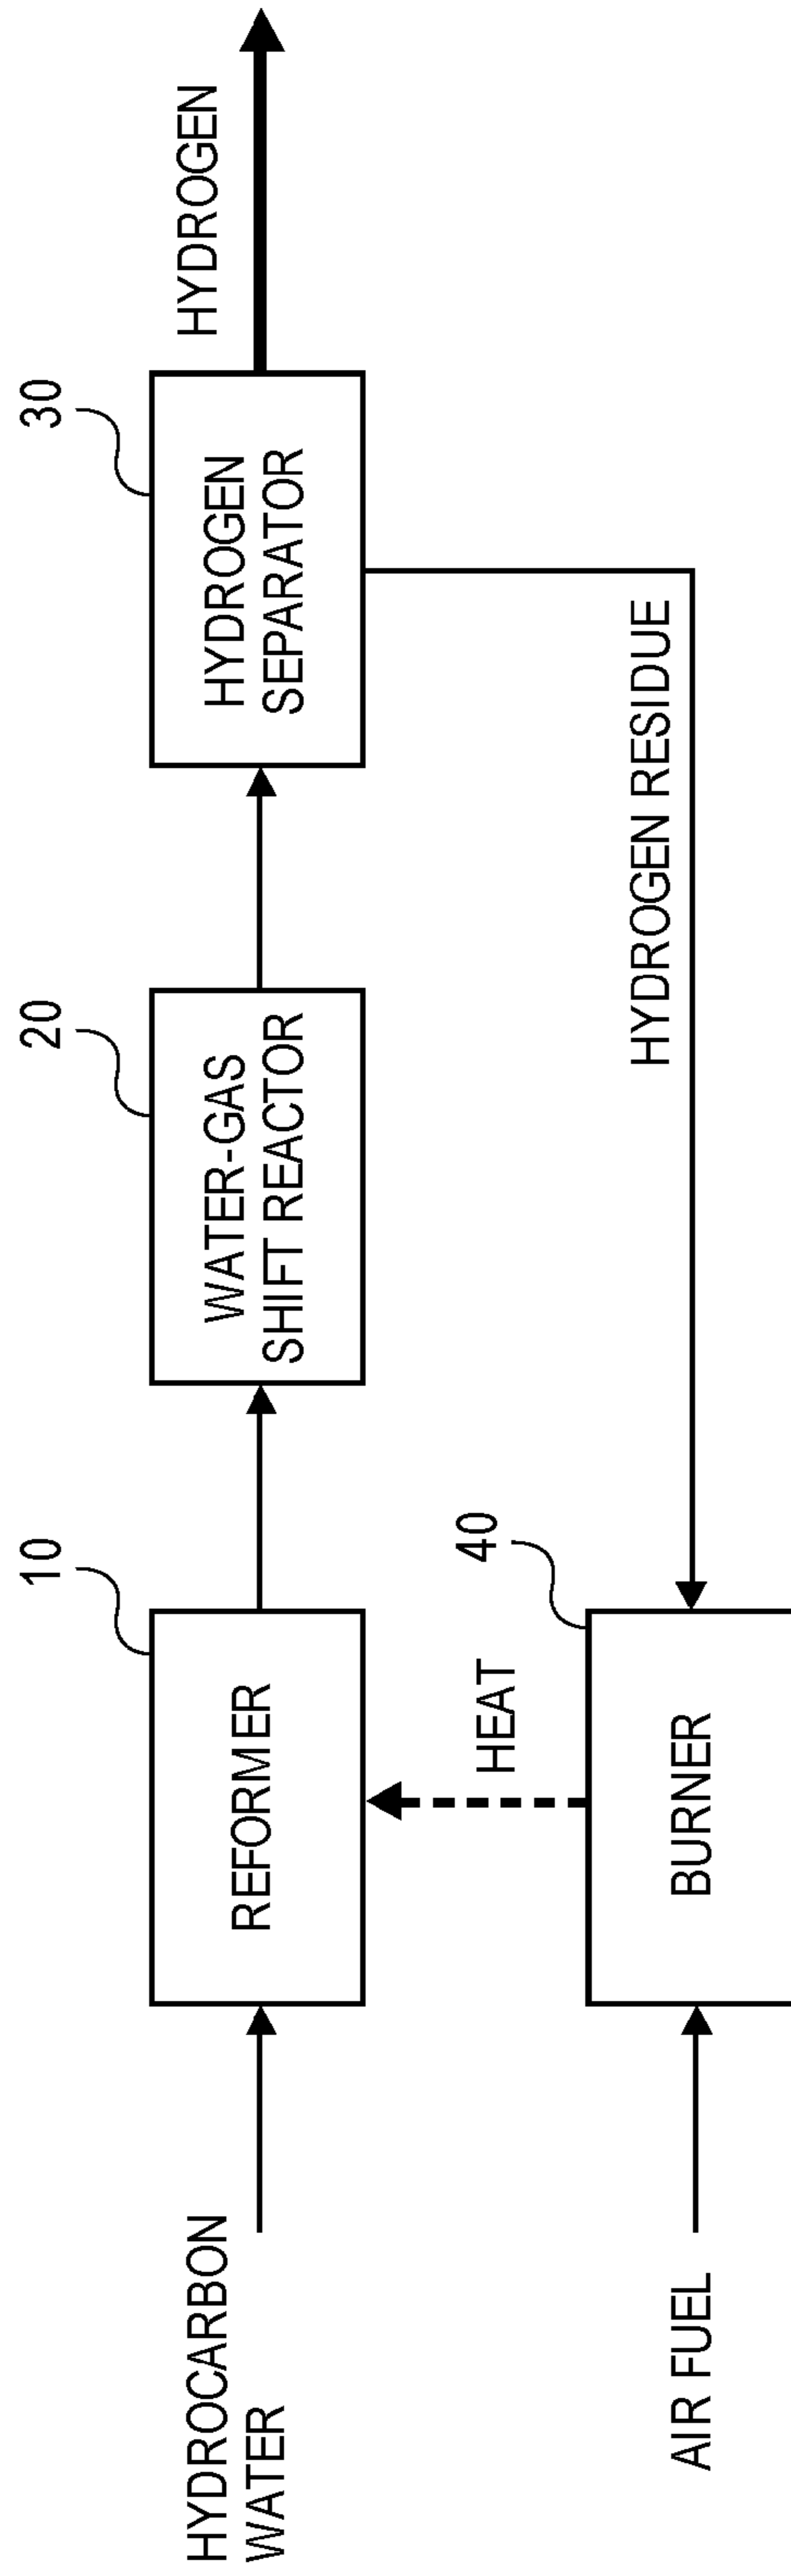 10
20
30
HYDROCARBON
WATER
REFORMER
WATER-GAS
SHIFT REACTOR
HYDROGEN
SEPARATOR
HYDROGEN
HEAT
40
HYDROGEN RESIDUE
AIR FUEL
BURNER